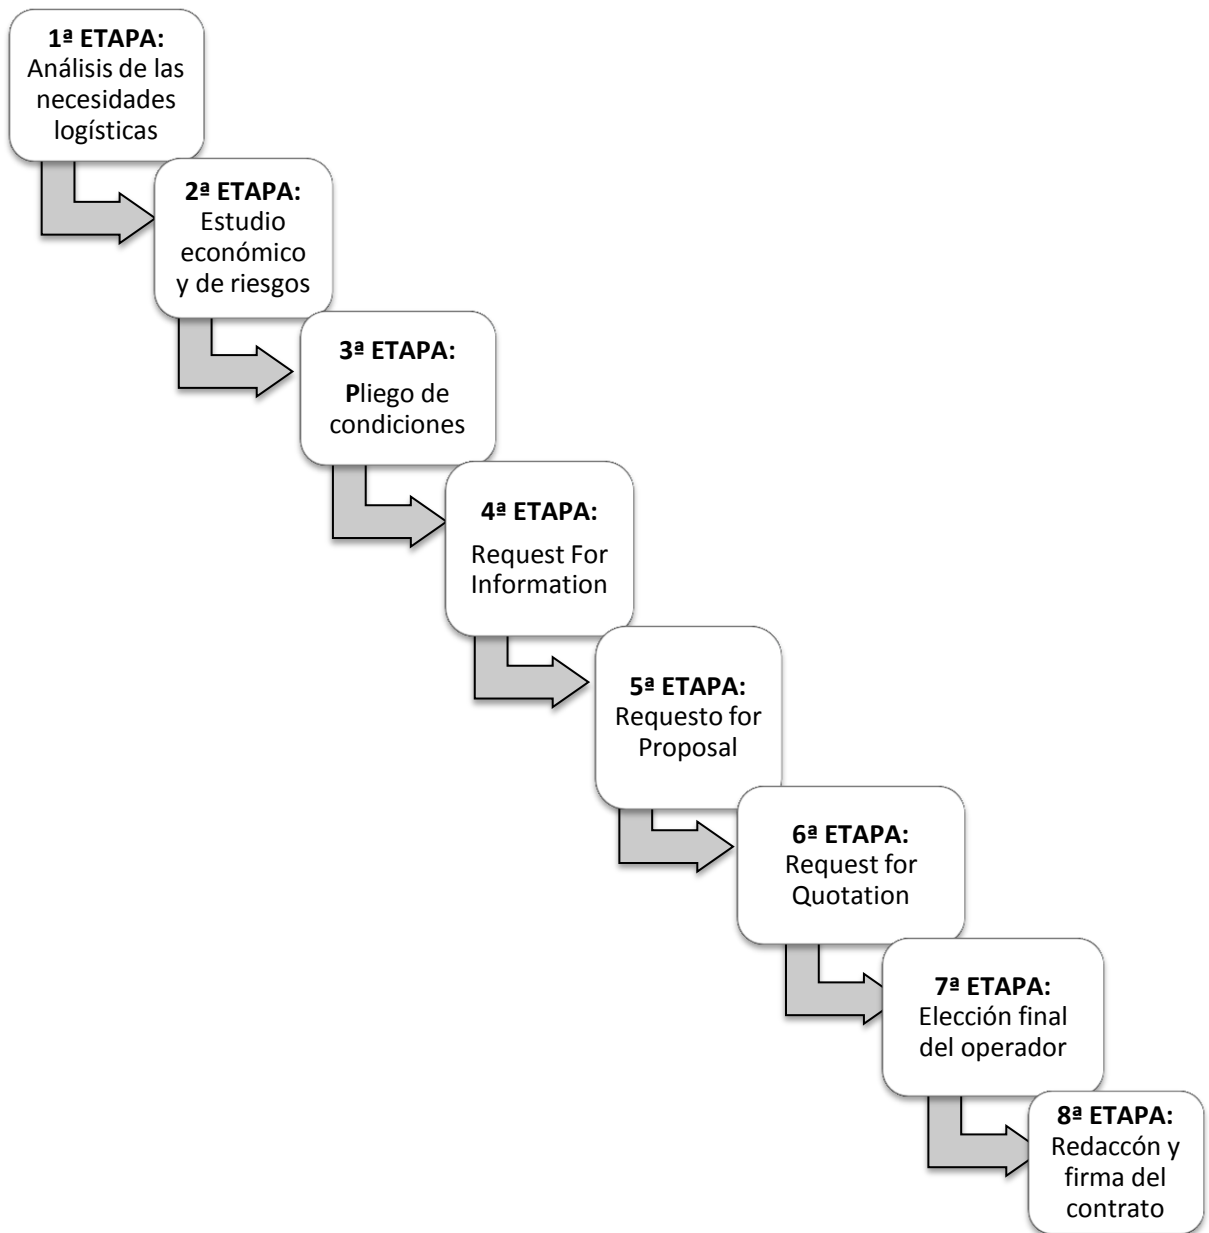 1ª ETAPA:
Análisis de las
necesidades
logísticas
2ª ETAPA:
Estudio
económico
y de riesgos
3ª ETAPA:
Pliego de
condiciones
4ª ETAPA:
Request For
Information
5ª ETAPA:
Requesto for
Proposal
6ª ETAPA:
Request for
Quotation
7ª ETAPA:
Elección final
del operador
8ª ETAPA:
Redaccón y
firma del
contrato